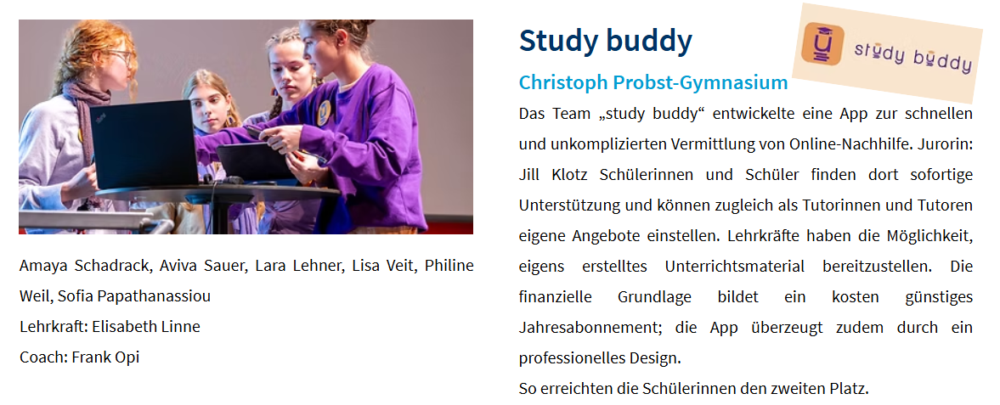 Amaya Schadrack, Aviva Sauer, Lara Lehner, Lisa Veit, Philine
Weil, Sofia Papathanassiou
Lehrkraft: Elisabeth Linne
Coach: Frank Opi
Study buddy
study buddy
Christoph Probst-Gymnasium
Das Team „study buddy“ entwickelte eine App zur schnellen
und unkomplizierten Vermittlung von Online-Nachhilfe. Jurorin:
Jill Klotz Schülerinnen und Schüler finden dort sofortige
Unterstützung und können zugleich als Tutorinnen und Tutoren
eigene Angebote einstellen. Lehrkräfte haben die Möglichkeit,
eigens erstelltes Unterrichtsmaterial bereitzustellen. Die
finanzielle Grundlage bildet ein kosten günstiges
Jahresabonnement; die App überzeugt zudem durch ein
professionelles Design.
So erreichten die Schülerinnen den zweiten Platz.